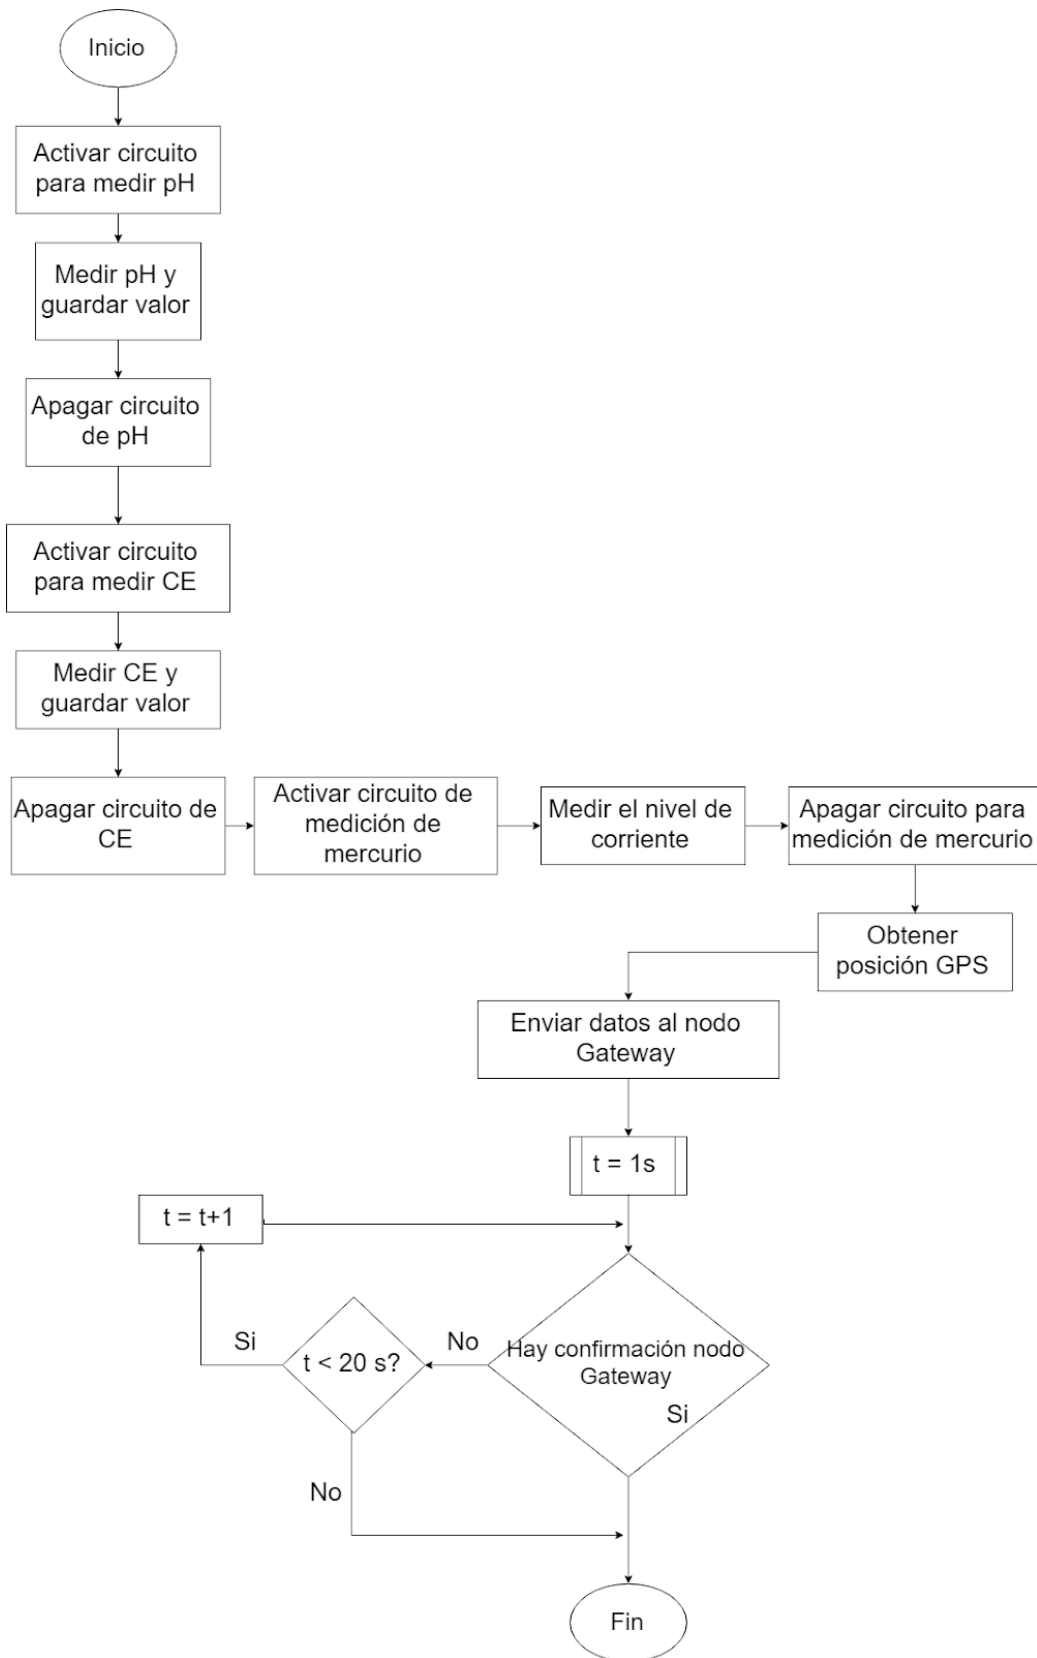 Inicio
Activar circuito
para medir pH
Medir pH y
guardar valor
Apagar circuito
de pH
Activar circuito
para medir CE
Medir CE y
guardar valor
Apagar circuito de
CE
Activar circuito de
medición de
mercurio
Medir el nivel de
corriente
Apagar circuito para
medición de mercurio
Obtener
posición GPS
Enviar datos al nodo
Gateway
t = 1s
t = t+1
Hay confirmación nodo
Gateway
Si
No
t < 20 s?
Si
No
Fin